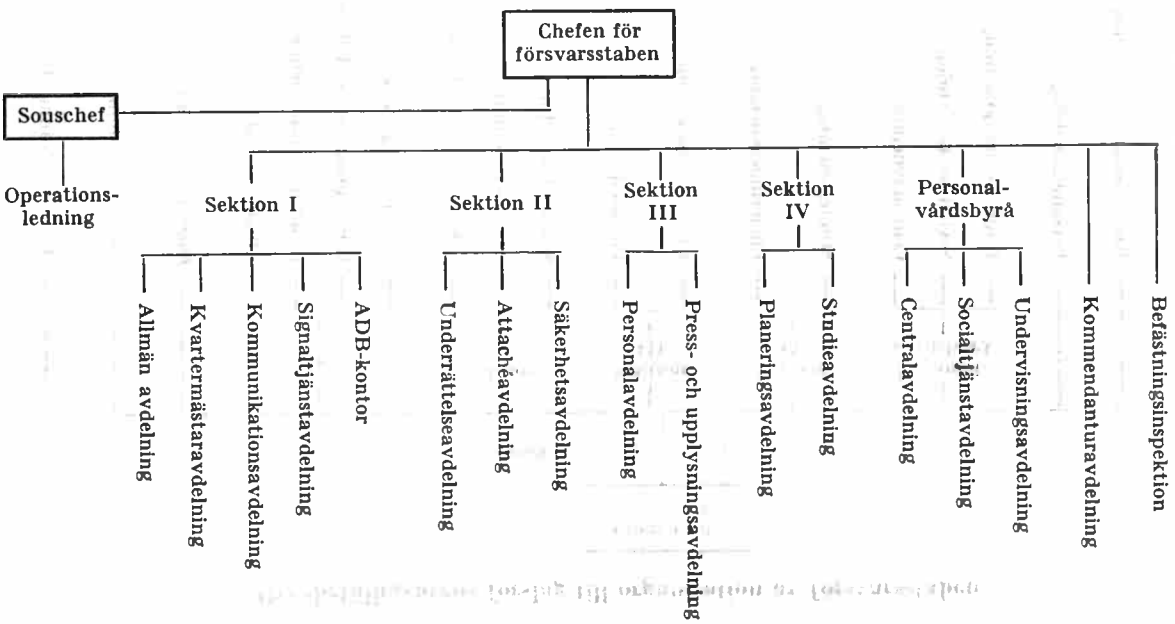 Chefen för
försvarsstaben
Souschef
Operations-
ledning
Sektion I
Sektion II
Sektion
III
Sektion
IV
Personal-
vårdsbyrå
Allmän avdelning
Kvartermästaravdelning
Kommunikationsavdelning
Signaltjänstavdelning
ADB-kontor
Underrättelseavdelning
Attachéavdelning
Säkerhetsavdelning
Personalavdelning
Press- och upplysningsavdelning
Planeringsavdelning
Studieavdelning
Centralavdelning
Socialtjänstavdelning
Undervisningsavdelning
Kommendanturavdelning
Befästningsinspektion